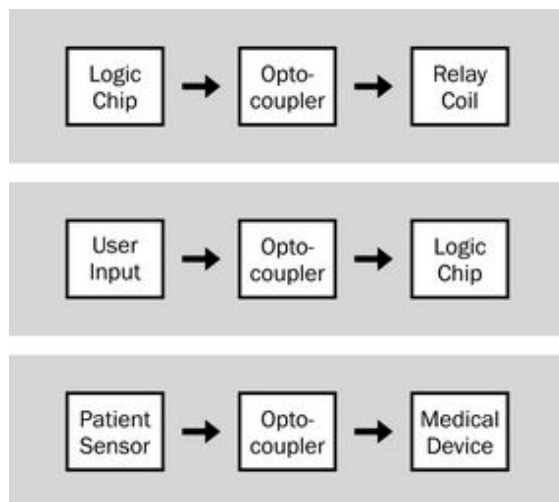 Logic Opto- Relay
Chip coupler Coil
User Opto- Logic
Input coupler Chip
Patient Opto- Medical
Sensor coupler Device